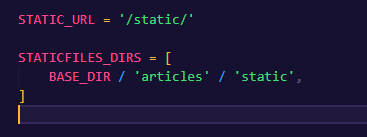 STATIC_URL = '/static/'
STATICFILES_DIRS = [
    BASE_DIR / 'articles' / 'static',
]